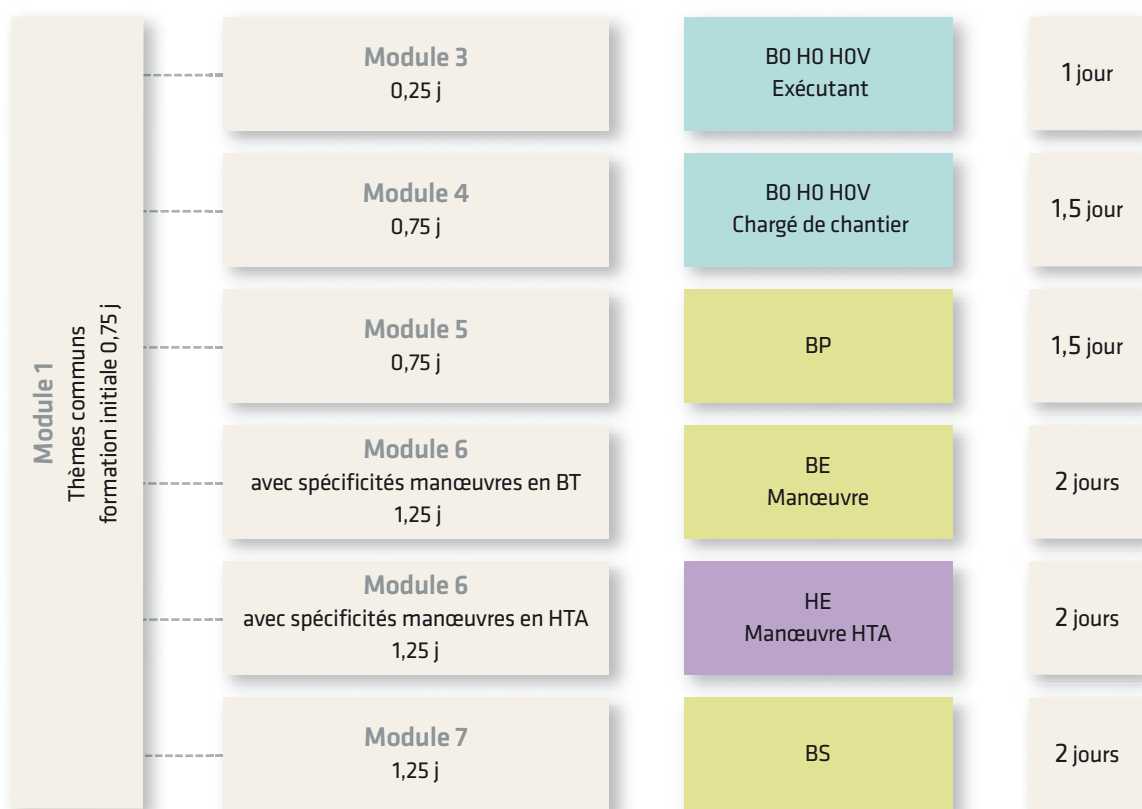 Module 1
Thèmes communs
formation initiale 0,75 j
Module 3
0,25 j
B0 H0 H0V
Exécutant
1 jour
Module 4
0,75 j
B0 H0 H0V
Chargé de chantier
1,5 jour
Module 5
0,75 j
BP
1,5 jour
Module 6
avec spécificités manœuvres en BT
1,25 j
BE
Manœuvre
2 jours
Module 6
avec spécificités manœuvres en HTA
1,25 j
HE
Manœuvre HTA
2 jours
Module 7
1,25 j
BS
2 jours